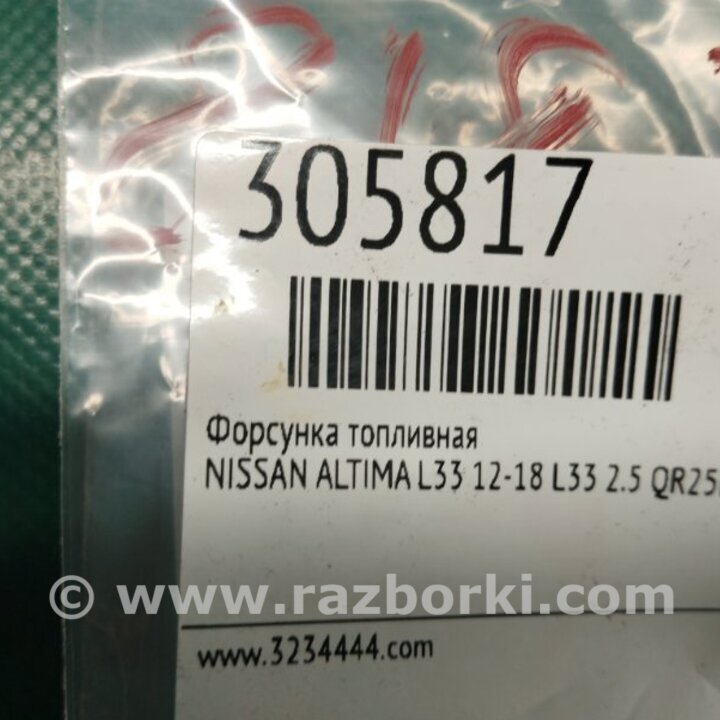 305817
Форсунка топливная
NISSAN ALTIMA L33 12-18 L33 2.5 QR25
© www.razborki.com
www.3234444.com